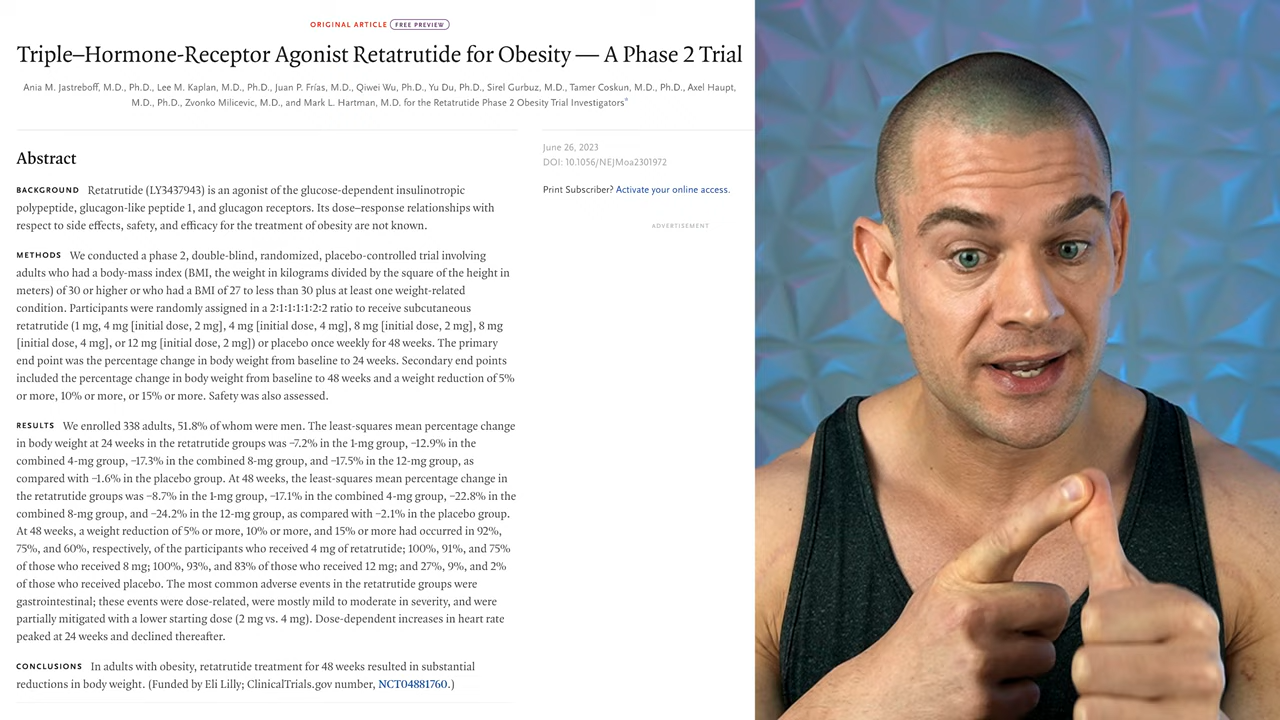 ORIGINAL ARTICLE FREE PREVIEW
Triple–Hormone-Receptor Agonist Retatrutide for Obesity — A Phase 2 Trial
Ania M. Jastreboff, M.D., Ph.D., Lee M. Kaplan, M.D., Ph.D., Juan P. Frías, M.D., Qiwei Wu, Ph.D., Yu Du, Ph.D., Sirel Gurbuz, M.D., Tamer Coskun, M.D., Ph.D., Axel Haupt,
M.D., Ph.D., Zvonko Milicevic, M.D., and Mark L. Hartman, M.D. for the Retatrutide Phase 2 Obesity Trial Investigators*
Abstract
BACKGROUND Retatrutide (LY3437943) is an agonist of the glucose-dependent insulinotropic
polypeptide, glucagon-like peptide 1, and glucagon receptors. Its dose–response relationships with
respect to side effects, safety, and efficacy for the treatment of obesity are not known.
METHODS We conducted a phase 2, double-blind, randomized, placebo-controlled trial involving
adults who had a body-mass index (BMI, the weight in kilograms divided by the square of the height in
meters) of 30 or higher or who had a BMI of 27 to less than 30 plus at least one weight-related
condition. Participants were randomly assigned in a 2:1:1:1:1:2:2 ratio to receive subcutaneous
retatrutide (1 mg, 4 mg [initial dose, 2 mg], 4 mg [initial dose, 4 mg], 8 mg [initial dose, 2 mg], 8 mg
[initial dose, 4 mg], or 12 mg [initial dose, 2 mg]) or placebo once weekly for 48 weeks. The primary
end point was the percentage change in body weight from baseline to 24 weeks. Secondary end points
included the percentage change in body weight from baseline to 48 weeks and a weight reduction of 5%
or more, 10% or more, or 15% or more. Safety was also assessed.
RESULTS We enrolled 338 adults, 51.8% of whom were men. The least-squares mean percentage change
in body weight at 24 weeks in the retatrutide groups was −7.2% in the 1-mg group, −12.9% in the
combined 4-mg group, −17.3% in the combined 8-mg group, and −17.5% in the 12-mg group, as
compared with −1.6% in the placebo group. At 48 weeks, the least-squares mean percentage change in
the retatrutide groups was −8.7% in the 1-mg group, −17.1% in the combined 4-mg group, −22.8% in the
combined 8-mg group, and −24.2% in the 12-mg group, as compared with −2.1% in the placebo group.
At 48 weeks, a weight reduction of 5% or more, 10% or more, and 15% or more had occurred in 92%,
75%, and 60%, respectively, of the participants who received 4 mg of retatrutide; 100%, 91%, and 75%
of those who received 8 mg; 100%, 93%, and 83% of those who received 12 mg; and 27%, 9%, and 2%
of those who received placebo. The most common adverse events in the retatrutide groups were
gastrointestinal; these events were dose-related, were mostly mild to moderate in severity, and were
partially mitigated with a lower starting dose (2 mg vs. 4 mg). Dose-dependent increases in heart rate
peaked at 24 weeks and declined thereafter.
CONCLUSIONS In adults with obesity, retatrutide treatment for 48 weeks resulted in substantial
reductions in body weight. (Funded by Eli Lilly; ClinicalTrials.gov number, NCT04881760.)
June 26, 2023
DOI: 10.1056/NEJMoa2301972
Print Subscriber? Activate your online access.
ADVERTISEMENT